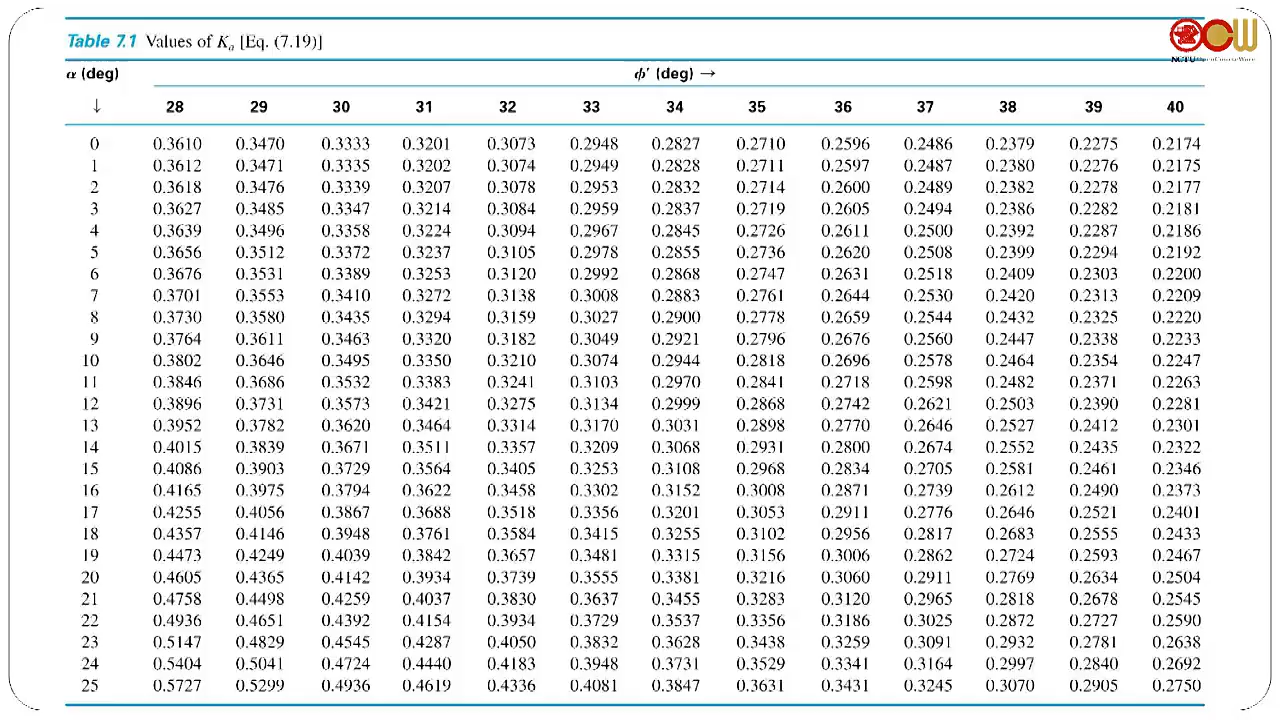 Table 7.1 Values of Ka [Eq. (7.19)]
OCW
NCTU OpenCourseWare
α (deg) ϕ′ (deg) →
↓ 28 29 30 31 32 33 34 35 36 37 38 39 40
0 0.3610 0.3470 0.3333 0.3201 0.3073 0.2948 0.2827 0.2710 0.2596 0.2486 0.2379 0.2275 0.2174
1 0.3612 0.3471 0.3335 0.3202 0.3074 0.2949 0.2828 0.2711 0.2597 0.2487 0.2380 0.2276 0.2175
2 0.3618 0.3476 0.3339 0.3207 0.3078 0.2953 0.2832 0.2714 0.2600 0.2489 0.2382 0.2278 0.2177
3 0.3627 0.3485 0.3347 0.3214 0.3084 0.2959 0.2837 0.2719 0.2605 0.2494 0.2386 0.2282 0.2181
4 0.3639 0.3496 0.3358 0.3224 0.3094 0.2967 0.2845 0.2726 0.2611 0.2500 0.2392 0.2287 0.2186
5 0.3656 0.3512 0.3372 0.3237 0.3105 0.2978 0.2855 0.2736 0.2620 0.2508 0.2399 0.2294 0.2192
6 0.3676 0.3531 0.3389 0.3253 0.3120 0.2992 0.2868 0.2747 0.2631 0.2518 0.2409 0.2303 0.2200
7 0.3701 0.3553 0.3410 0.3272 0.3138 0.3008 0.2883 0.2761 0.2644 0.2530 0.2420 0.2313 0.2209
8 0.3730 0.3580 0.3435 0.3294 0.3159 0.3027 0.2900 0.2778 0.2659 0.2544 0.2432 0.2325 0.2220
9 0.3764 0.3611 0.3463 0.3320 0.3182 0.3049 0.2921 0.2796 0.2676 0.2560 0.2447 0.2338 0.2233
10 0.3802 0.3646 0.3495 0.3350 0.3210 0.3074 0.2944 0.2818 0.2696 0.2578 0.2464 0.2354 0.2247
11 0.3846 0.3686 0.3532 0.3383 0.3241 0.3103 0.2970 0.2841 0.2718 0.2598 0.2482 0.2371 0.2263
12 0.3896 0.3731 0.3573 0.3421 0.3275 0.3134 0.2999 0.2868 0.2742 0.2621 0.2503 0.2390 0.2281
13 0.3952 0.3782 0.3620 0.3464 0.3314 0.3170 0.3031 0.2898 0.2770 0.2646 0.2527 0.2412 0.2301
14 0.4015 0.3839 0.3671 0.3511 0.3357 0.3209 0.3068 0.2931 0.2800 0.2674 0.2552 0.2435 0.2322
15 0.4086 0.3903 0.3729 0.3564 0.3405 0.3253 0.3108 0.2968 0.2834 0.2705 0.2581 0.2461 0.2346
16 0.4165 0.3975 0.3794 0.3622 0.3458 0.3302 0.3152 0.3008 0.2871 0.2739 0.2612 0.2490 0.2373
17 0.4255 0.4056 0.3867 0.3688 0.3518 0.3356 0.3201 0.3053 0.2911 0.2776 0.2646 0.2521 0.2401
18 0.4357 0.4146 0.3948 0.3761 0.3584 0.3415 0.3255 0.3102 0.2956 0.2817 0.2683 0.2555 0.2433
19 0.4473 0.4249 0.4039 0.3842 0.3657 0.3481 0.3315 0.3156 0.3006 0.2862 0.2724 0.2593 0.2467
20 0.4605 0.4365 0.4142 0.3934 0.3739 0.3555 0.3381 0.3216 0.3060 0.2911 0.2769 0.2634 0.2504
21 0.4758 0.4498 0.4259 0.4037 0.3830 0.3637 0.3455 0.3283 0.3120 0.2965 0.2818 0.2678 0.2545
22 0.4936 0.4651 0.4392 0.4154 0.3934 0.3729 0.3537 0.3356 0.3186 0.3025 0.2872 0.2727 0.2590
23 0.5147 0.4829 0.4545 0.4287 0.4050 0.3832 0.3628 0.3438 0.3259 0.3091 0.2932 0.2781 0.2638
24 0.5404 0.5041 0.4724 0.4440 0.4183 0.3948 0.3731 0.3529 0.3341 0.3164 0.2997 0.2840 0.2692
25 0.5727 0.5299 0.4936 0.4619 0.4336 0.4081 0.3847 0.3631 0.3431 0.3245 0.3070 0.2905 0.2750